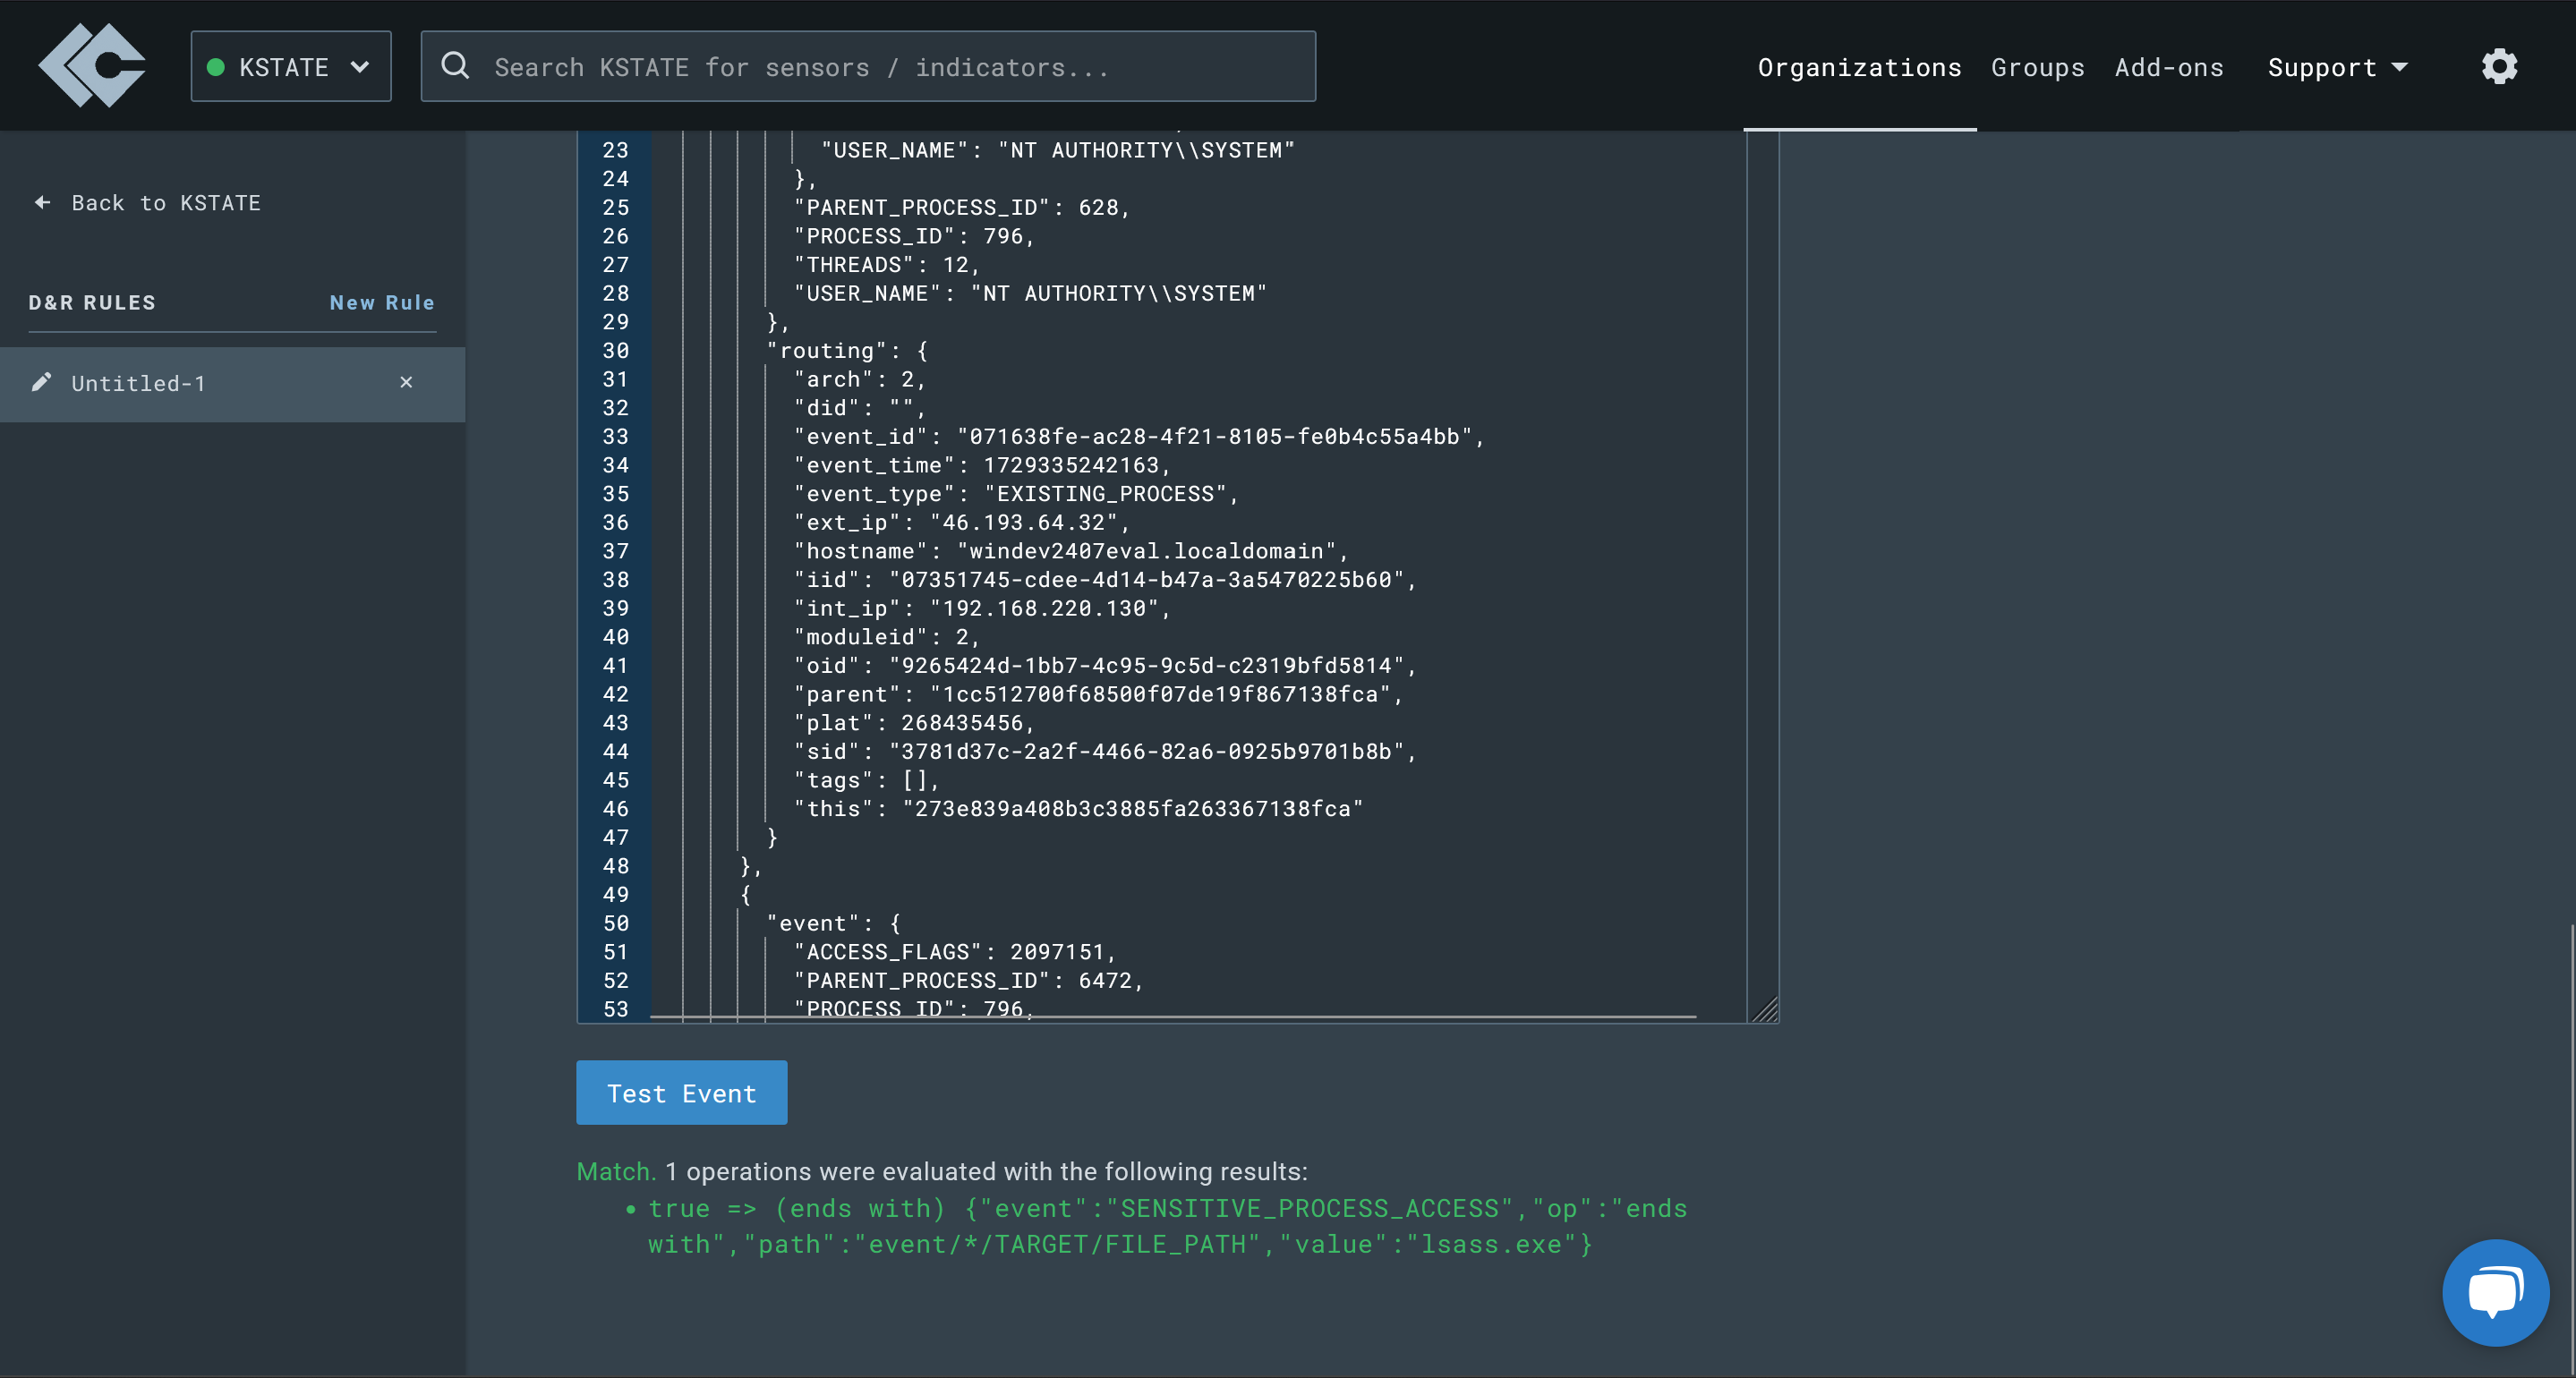 KSTATE
Search KSTATE for sensors / indicators...
Organizations
Groups
Add-ons
Support
Back to KSTATE
D&R RULES
New Rule
Untitled-1
23 "USER_NAME": "NT AUTHORITY\\SYSTEM"
24 },
25 "PARENT_PROCESS_ID": 628,
26 "PROCESS_ID": 796,
27 "THREADS": 12,
28 "USER_NAME": "NT AUTHORITY\\SYSTEM"
29 },
30 "routing": {
31 "arch": 2,
32 "did": "",
33 "event_id": "071638fe-ac28-4f21-8105-fe0b4c55a4bb",
34 "event_time": 1729335242163,
35 "event_type": "EXISTING_PROCESS",
36 "ext_ip": "46.193.64.32",
37 "hostname": "windev2407eval.localdomain",
38 "iid": "07351745-cdee-4d14-b47a-3a5470225b60",
39 "int_ip": "192.168.220.130",
40 "moduleid": 2,
41 "oid": "9265424d-1bb7-4c95-9c5d-c2319bfd5814",
42 "parent": "1cc512700f68500f07de19f867138fca",
43 "plat": 268435456,
44 "sid": "3781d37c-2a2f-4466-82a6-0925b9701b8b",
45 "tags": [],
46 "this": "273e839a408b3c3885fa263367138fca"
47 }
48 },
49 {
50 "event": {
51 "ACCESS_FLAGS": 2097151,
52 "PARENT_PROCESS_ID": 6472,
53 "PROCESS_ID": 796,
Test Event
Match. 1 operations were evaluated with the following results:
• true => (ends with) {"event":"SENSITIVE_PROCESS_ACCESS","op":"ends
with","path":"event/*/TARGET/FILE_PATH","value":"lsass.exe"}